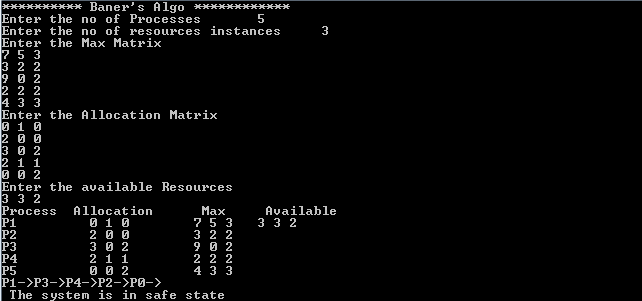 ********** Baner's Algo ************
Enter the no of Processes 5
Enter the no of resources instances 3
Enter the Max Matrix
7 5 3
3 2 2
9 0 2
2 2 2
4 3 3
Enter the Allocation Matrix
0 1 0
2 0 0
3 0 2
2 1 1
0 0 2
Enter the available Resources
3 3 2
Process Allocation Max Available
P1 0 1 0 7 5 3 3 3 2
P2 2 0 0 3 2 2
P3 3 0 2 9 0 2
P4 2 1 1 2 2 2
P5 0 0 2 4 3 3
P1->P3->P4->P2->P0->
The system is in safe state